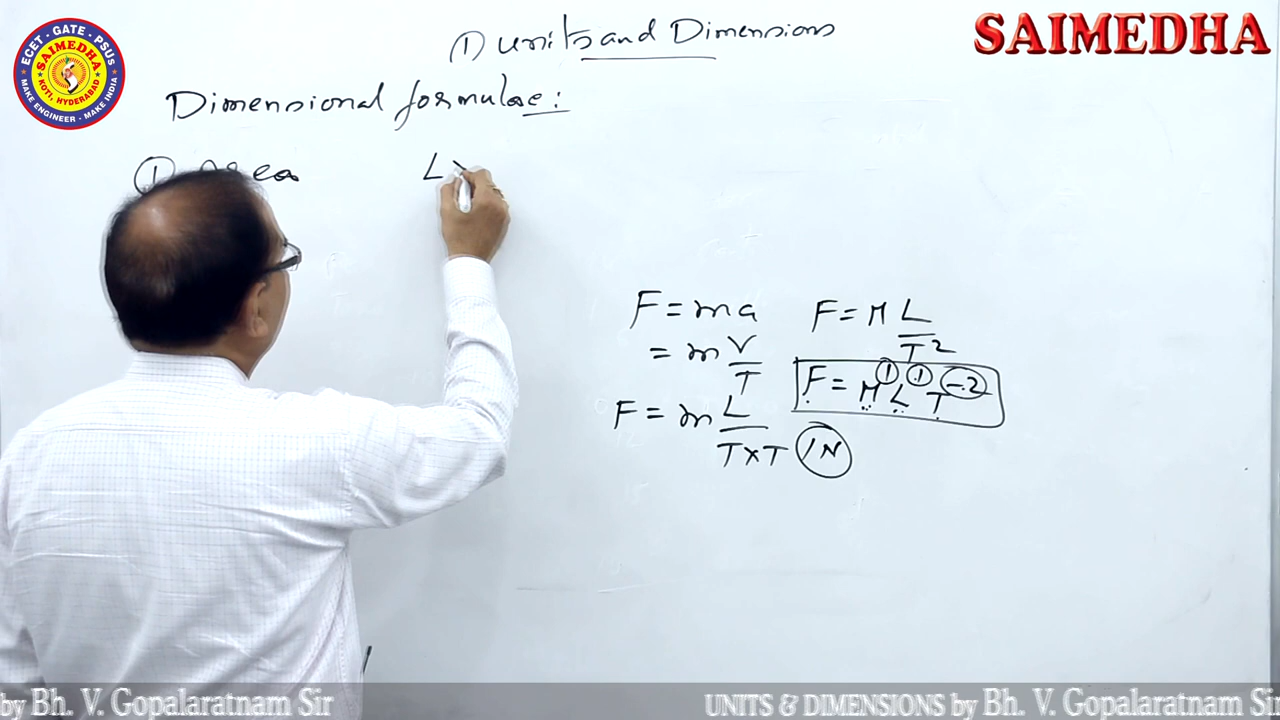 ECET - GATE - PSUS
SAIMEDHA
KOTI, HYDERABAD
MAKE ENGINEER - MAKE INDIA
SAIMEDHA
1) Units and Dimensions
Dimensional formulae:
① Area L ×
F = ma
= m V/T
F = m L/T×T
1N
F = M L/T²
F = M¹ L¹ T⁻²
by Bh. V. Gopalaratnam Sir
UNITS & DIMENSIONS by Bh. V. Gopalaratnam Sir